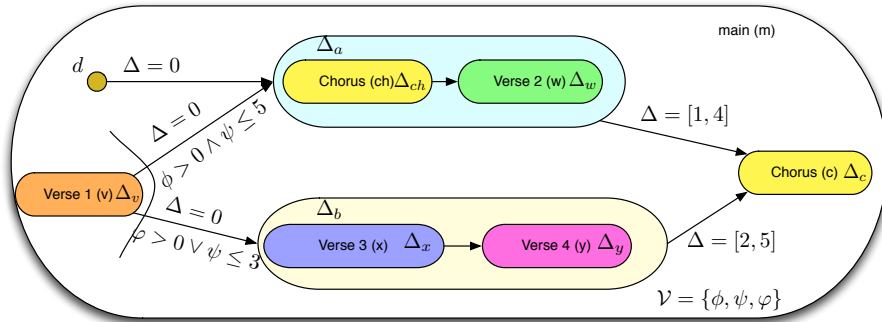 main (m)
d
Δ = 0
Δ_a
Chorus (ch) Δ_ch
Verse 2 (w) Δ_w
Δ = 0
ϕ > 0 ∧ ψ ≤ 5
Δ = [1, 4]
Verse 1 (v) Δ_v
Chorus (c) Δ_c
Δ = 0
φ > 0 ∨ ψ ≤ 3
Δ_b
Verse 3 (x) Δ_x
Verse 4 (y) Δ_y
Δ = [2, 5]
𝒱 = {ϕ, ψ, φ}